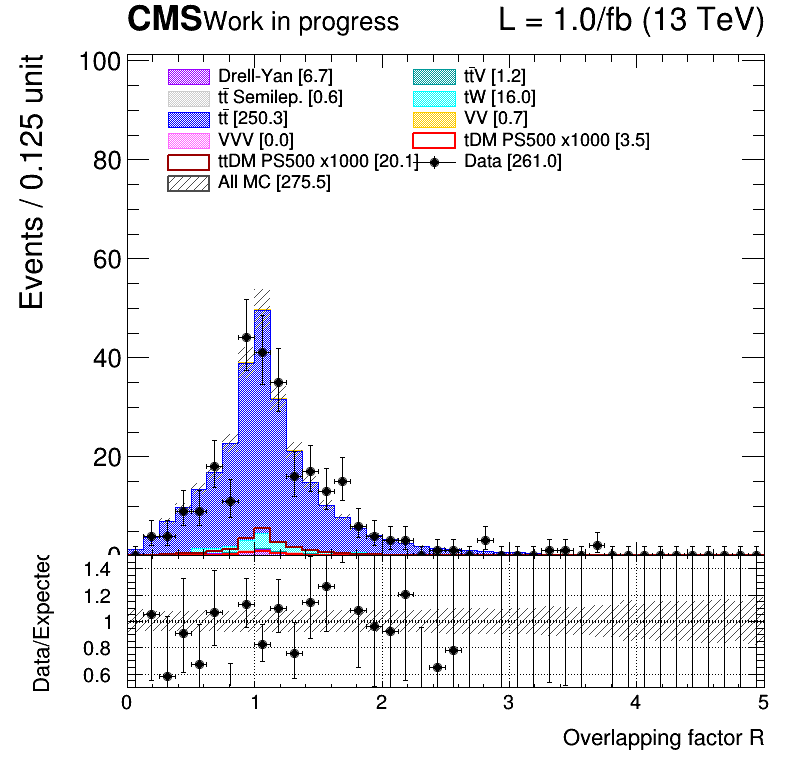 CMS Work in progress L = 1.0/fb (13 TeV)
Events / 0.125 unit
100
80
60
40
20
0
Drell-Yan [6.7]
tt̄V [1.2]
tt̄ Semilep. [0.6]
tW [16.0]
tt̄ [250.3]
VV [0.7]
VVV [0.0]
tDM PS500 x1000 [3.5]
ttDM PS500 x1000 [20.1]
Data [261.0]
All MC [275.5]
Data/Expected
1.4
1.2
1
0.8
0.6
0 1 2 3 4 5
Overlapping factor R